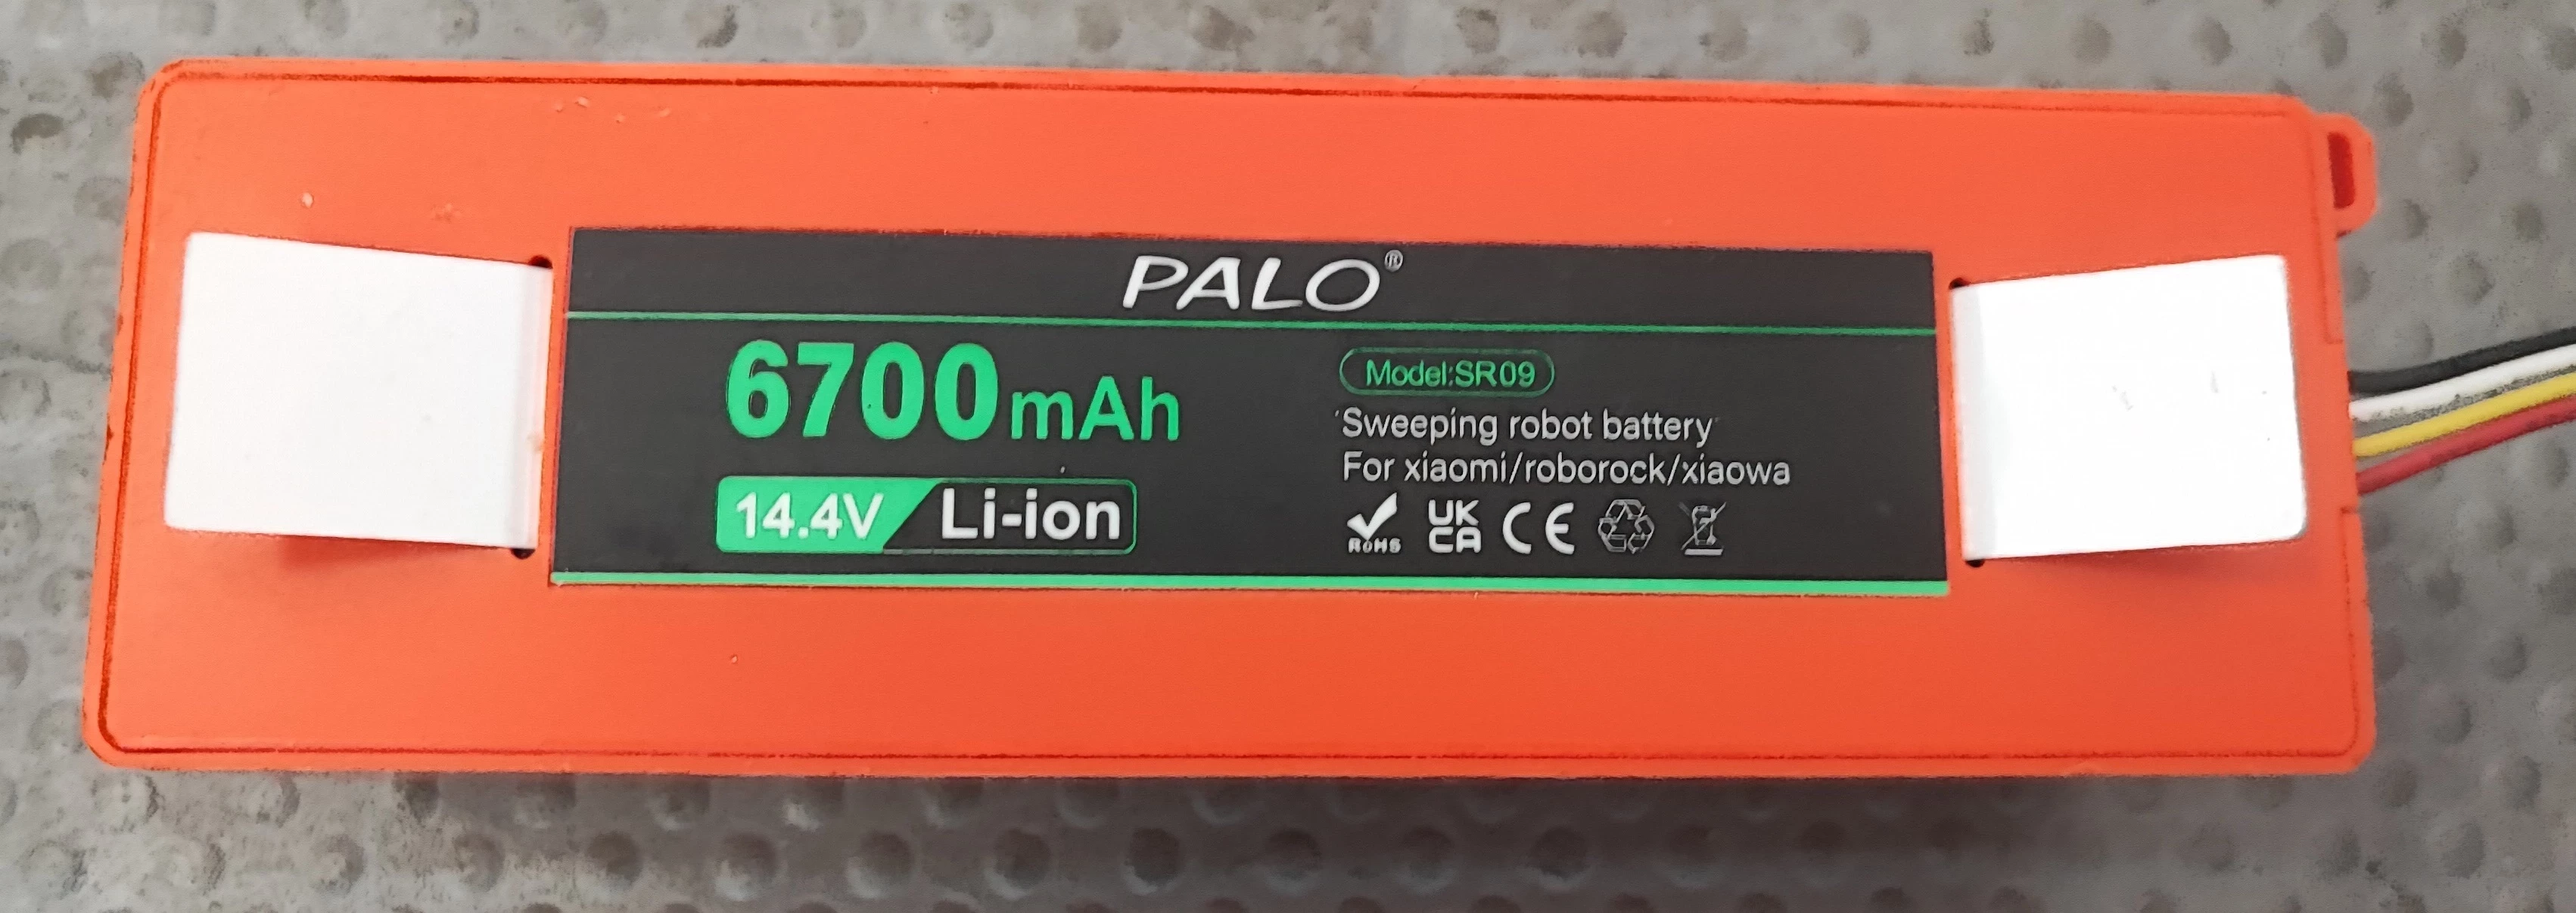 PALO®
6700mAh
14.4V Li-ion
Model:SR09
Sweeping robot battery
For xiaomi/roborock/xiaowa
RoHS UK CA CE